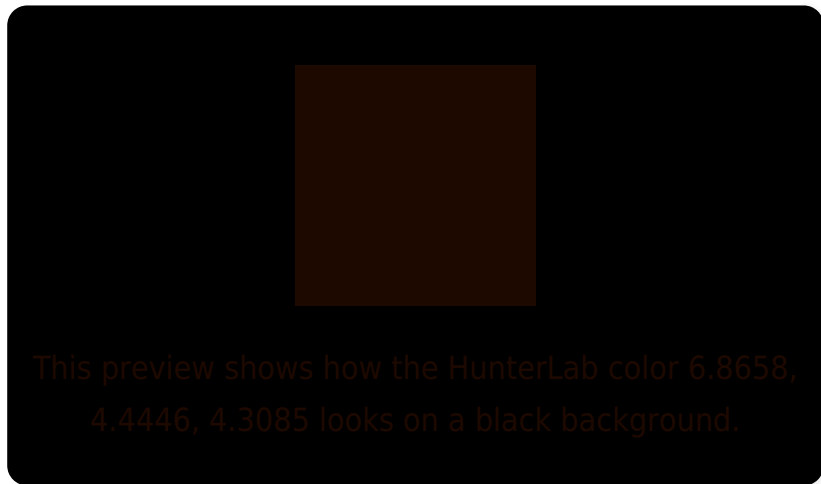 This preview shows how the HunterLab color 6.8658,
4.4446, 4.3085 looks on a black background.